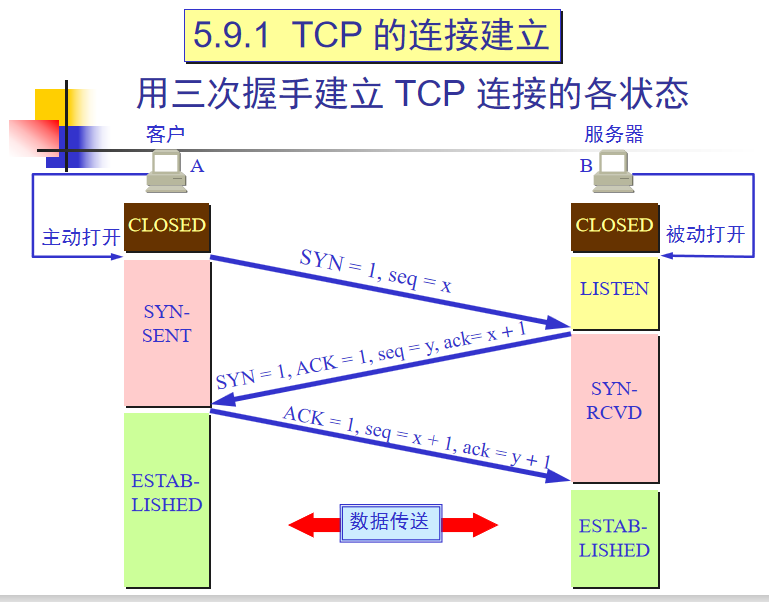 5.9.1 TCP 的连接建立
用三次握手建立 TCP 连接的各状态
客户
服务器
A
B
主动打开
CLOSED
CLOSED
被动打开
SYN = 1, seq = x
LISTEN
SYN-
SENT
SYN = 1, ACK = 1, seq = y, ack= x + 1
SYN-
RCVD
ACK = 1, seq = x + 1, ack = y + 1
ESTAB-
LISHED
数据传送
ESTAB-
LISHED